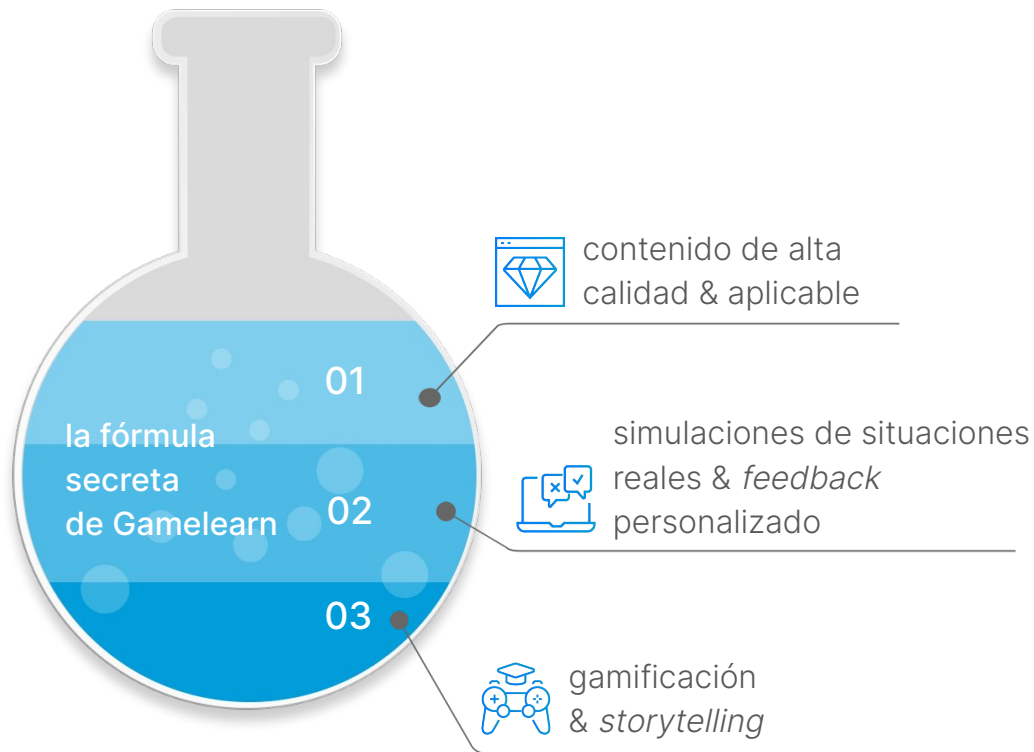 la fórmula
secreta
de Gamelearn
01
contenido de alta
calidad & aplicable
02
simulaciones de situaciones
reales & feedback
personalizado
03
gamificación
& storytelling